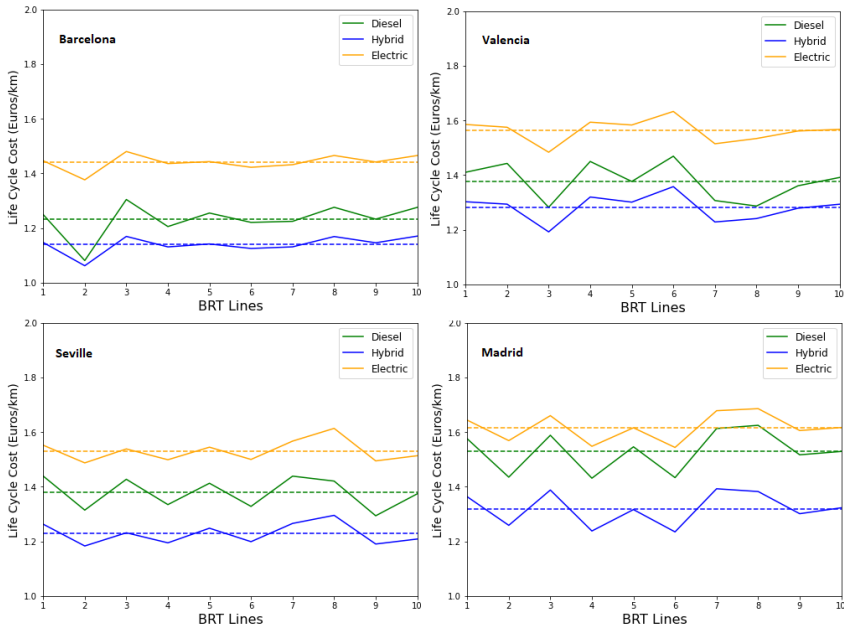 Barcelona
Diesel
Hybrid
Electric
Life Cycle Cost (Euros/km)
2.0
1.8
1.6
1.4
1.2
1.0
1 2 3 4 5 6 7 8 9 10
BRT Lines
Valencia
Diesel
Hybrid
Electric
Life Cycle Cost (Euros/km)
2.0
1.8
1.6
1.4
1.2
1.0
1 2 3 4 5 6 7 8 9 10
BRT Lines
Seville
Diesel
Hybrid
Electric
Life Cycle Cost (Euros/km)
2.0
1.8
1.6
1.4
1.2
1.0
1 2 3 4 5 6 7 8 9 10
BRT Lines
Madrid
Diesel
Hybrid
Electric
Life Cycle Cost (Euros/km)
2.0
1.8
1.6
1.4
1.2
1.0
1 2 3 4 5 6 7 8 9 10
BRT Lines